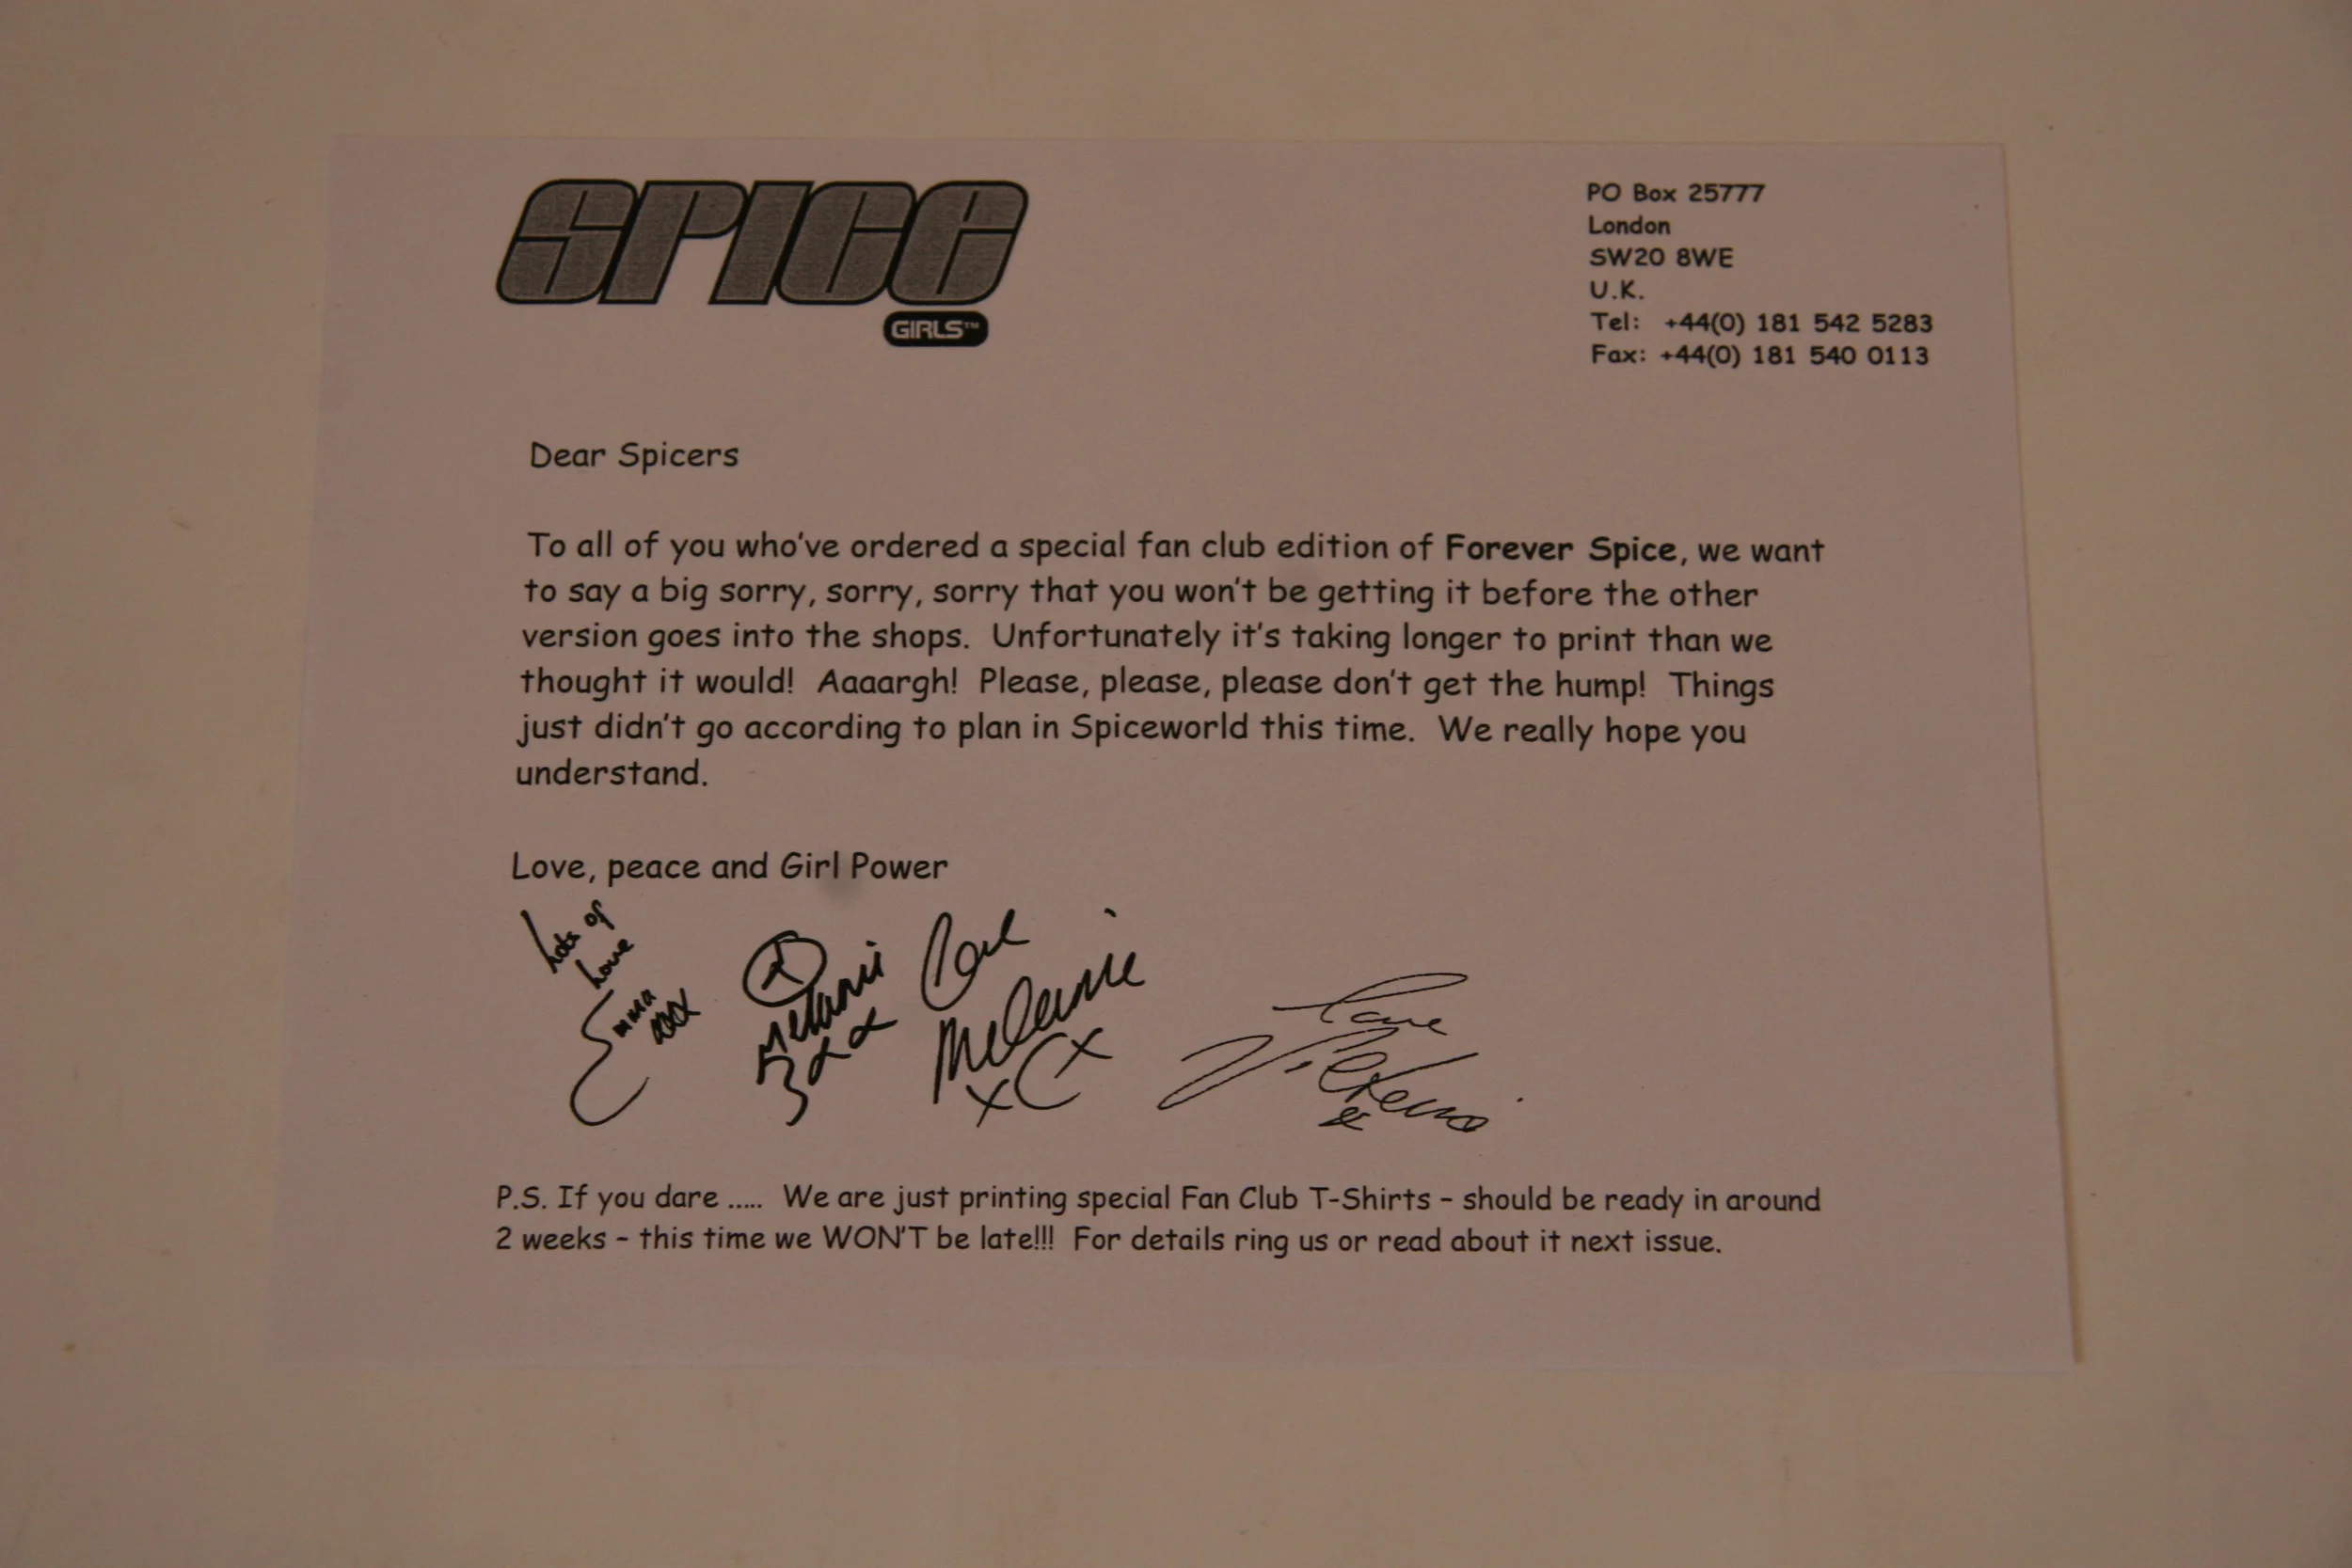 SPICE
GIRLS™
PO Box 25777
London
SW20 8WE
U.K.
Tel: +44(0) 181 542 5283
Fax: +44(0) 181 540 0113
Dear Spicers
To all of you who've ordered a special fan club edition of Forever Spice, we want
to say a big sorry, sorry, sorry that you won't be getting it before the other
version goes into the shops. Unfortunately it's taking longer to print than we
thought it would! Aaaargh! Please, please, please don't get the hump! Things
just didn't go according to plan in Spiceworld this time. We really hope you
understand.
Love, peace and Girl Power
Lots of
Love
Emma
xxx
Melanie
B xx
Love
Melanie
xCx
Love
Victoria
P.S. If you dare ..... We are just printing special Fan Club T-Shirts - should be ready in around
2 weeks - this time we WON'T be late!!! For details ring us or read about it next issue.